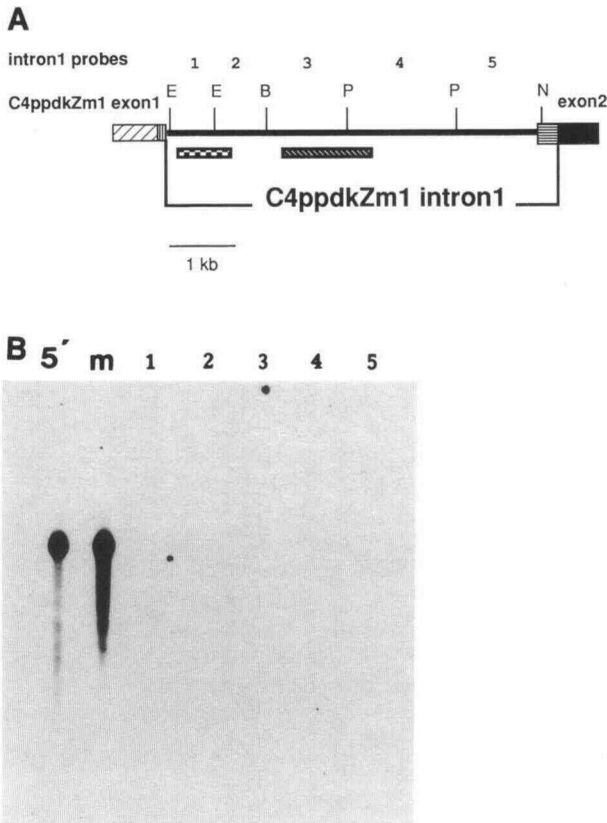 A
intron1 probes 1 2 3 4 5
E E B P P N
C4ppdkZm1 exon1 exon2
C4ppdkZm1 intron1
1 kb
B 5´ m 1 2 3 4 5